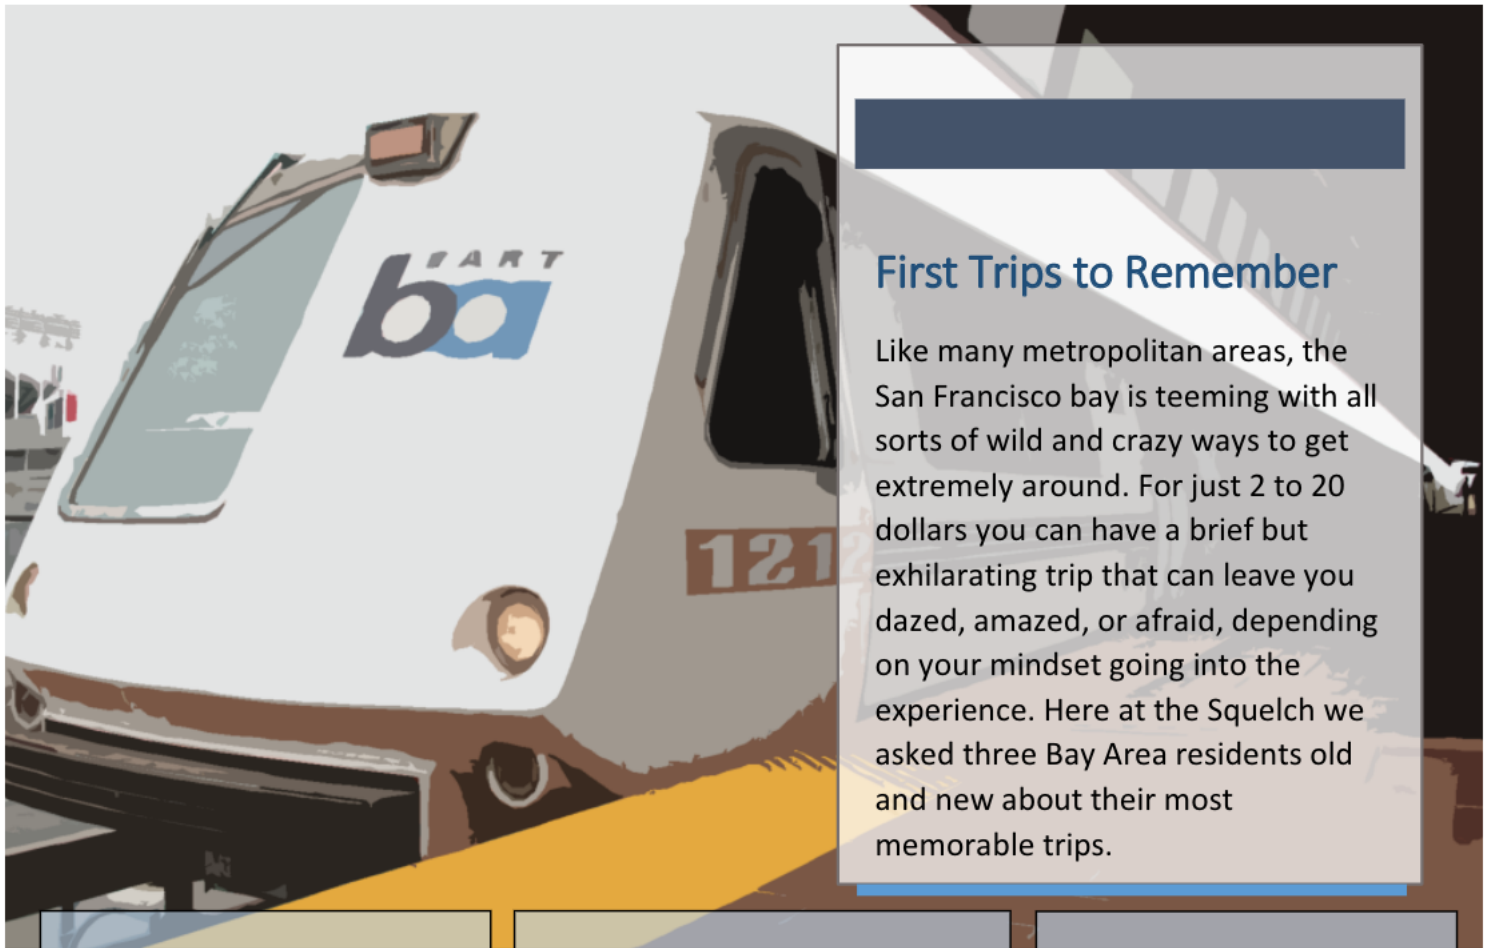 BART
ba
1212
First Trips to Remember
Like many metropolitan areas, the
San Francisco bay is teeming with all
sorts of wild and crazy ways to get
extremely around. For just 2 to 20
dollars you can have a brief but
exhilarating trip that can leave you
dazed, amazed, or afraid, depending
on your mindset going into the
experience. Here at the Squelch we
asked three Bay Area residents old
and new about their most
memorable trips.